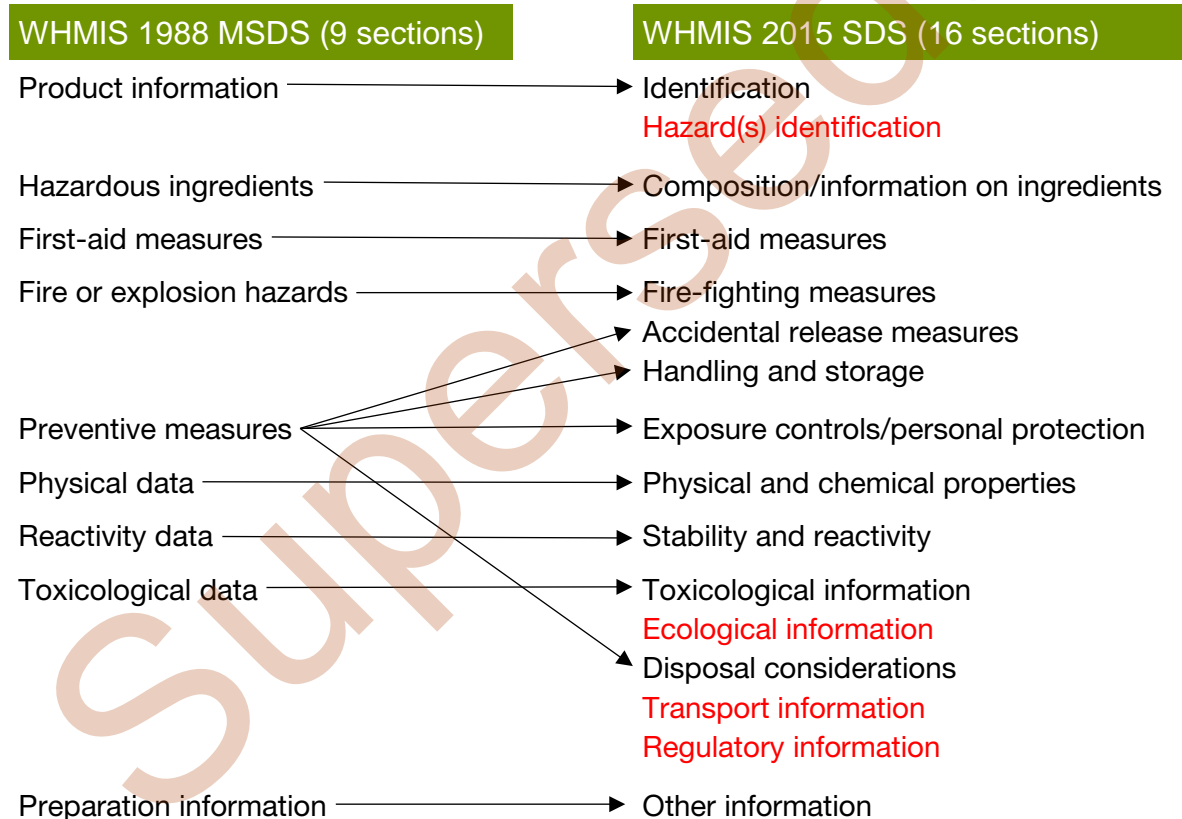 WHMIS 1988 MSDS (9 sections)
WHMIS 2015 SDS (16 sections)
Product information
Identification
Hazard(s) identification
Hazardous ingredients
Composition/information on ingredients
First-aid measures
First-aid measures
Fire or explosion hazards
Fire-fighting measures
Accidental release measures
Handling and storage
Preventive measures
Exposure controls/personal protection
Physical data
Physical and chemical properties
Reactivity data
Stability and reactivity
Toxicological data
Toxicological information
Ecological information
Disposal considerations
Transport information
Regulatory information
Preparation information
Other information
Supersed